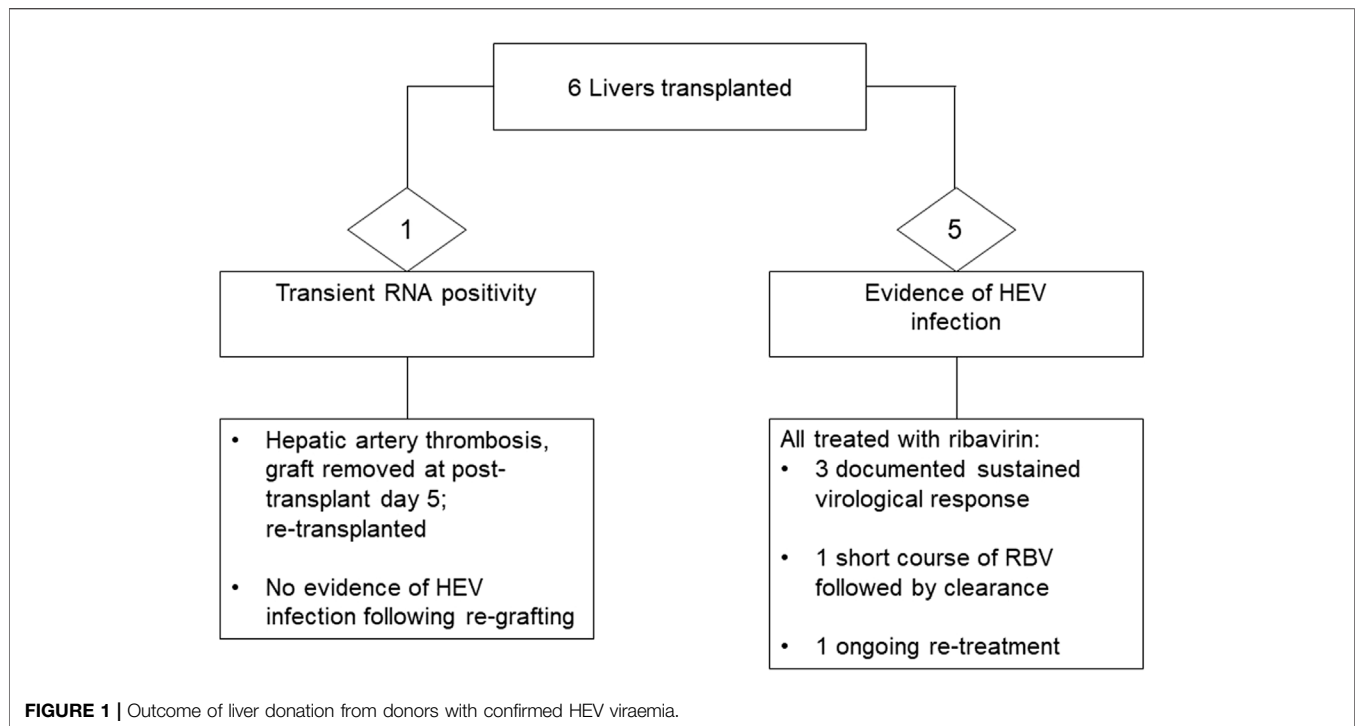 6 Livers transplanted
1
5
Transient RNA positivity
Evidence of HEV
infection
• Hepatic artery thrombosis,
graft removed at post-
transplant day 5;
re-transplanted
• No evidence of HEV
infection following re-grafting
All treated with ribavirin:
• 3 documented sustained
virological response
• 1 short course of RBV
followed by clearance
• 1 ongoing re-treatment
FIGURE 1 | Outcome of liver donation from donors with confirmed HEV viraemia.